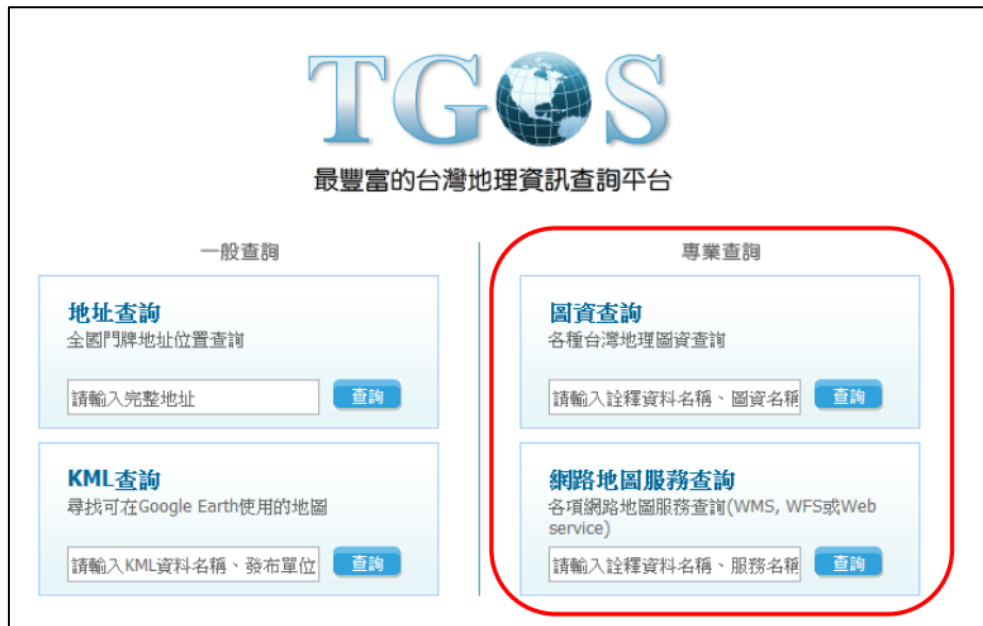 TGOS
最豐富的台灣地理資訊查詢平台
一般查詢
地址查詢
全國門牌地址位置查詢
請輸入完整地址
查詢
KML查詢
尋找可在Google Earth使用的地圖
請輸入KML資料名稱、發布單位
查詢
專業查詢
圖資查詢
各種台灣地理圖資查詢
請輸入詮釋資料名稱、圖資名稱
查詢
網路地圖服務查詢
各項網路地圖服務查詢(WMS, WFS或Web
service)
請輸入詮釋資料名稱、服務名稱
查詢